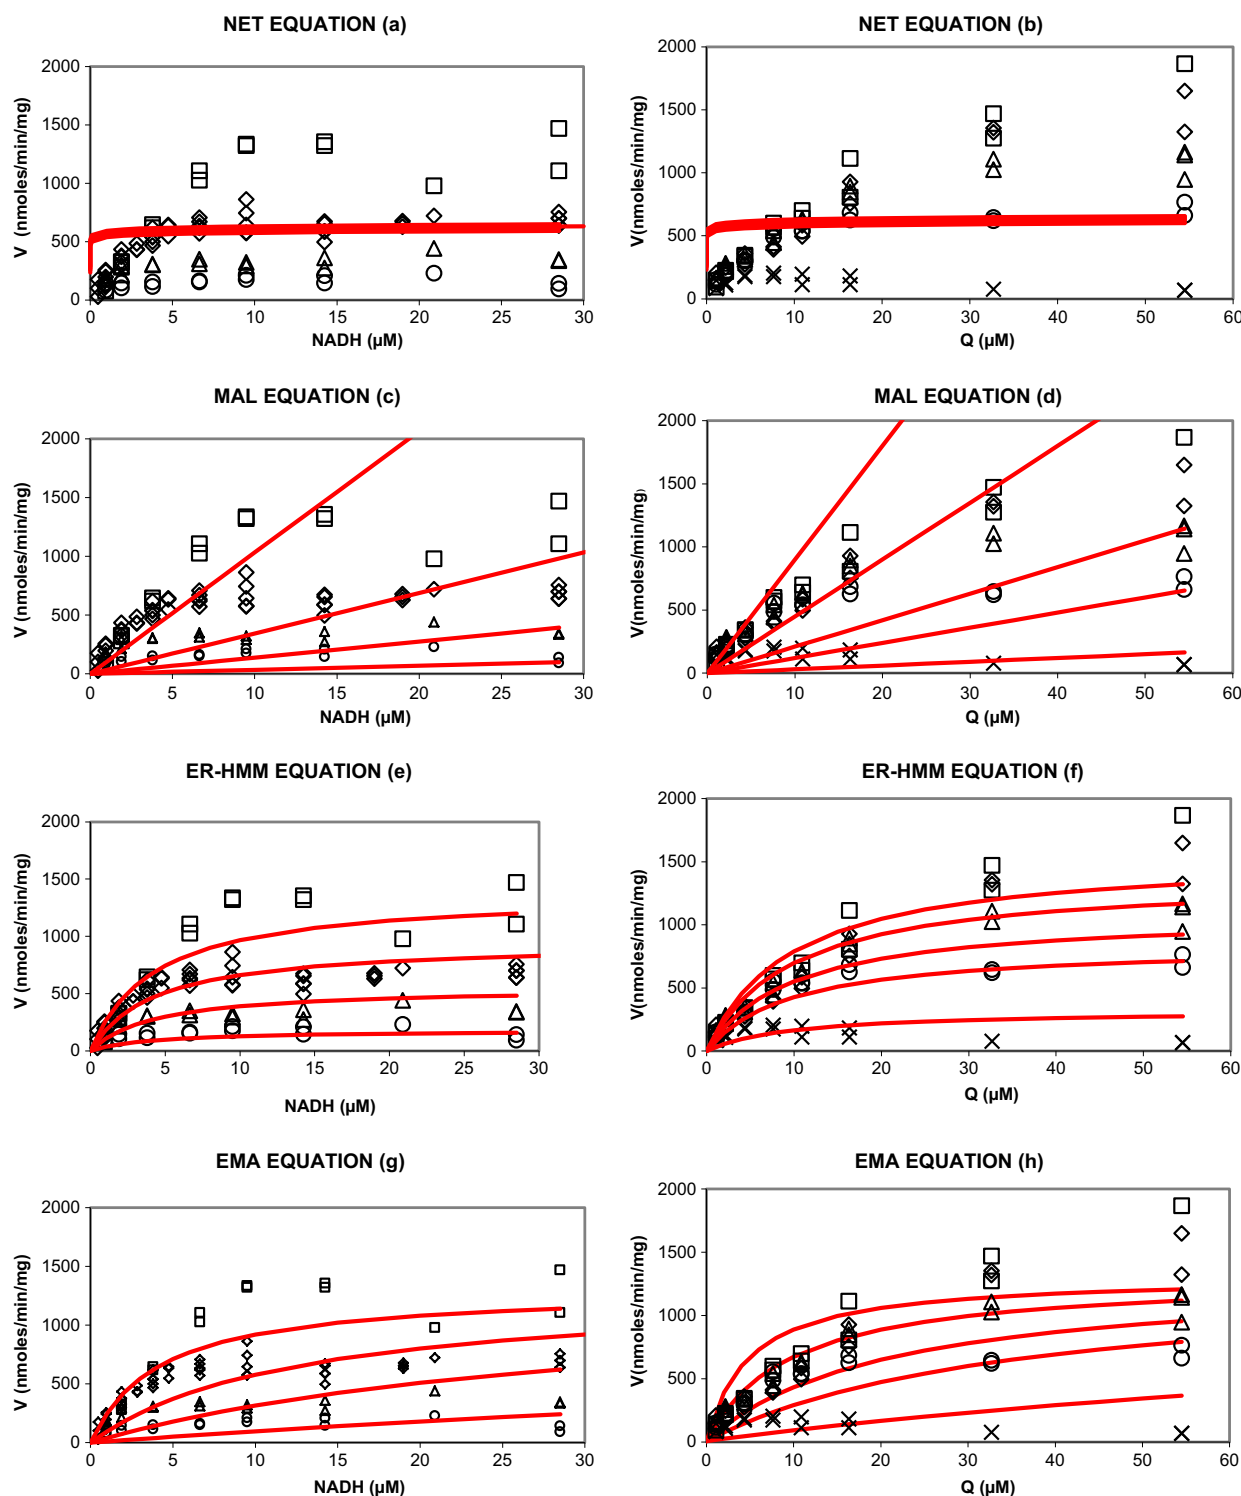 NET EQUATION (a)
2000
1500
1000
500
0
0 5 10 15 20 25 30
V (nmoles/min/mg)
NADH (µM)
NET EQUATION (b)
2000
1500
1000
500
0
0 10 20 30 40 50 60
V(nmoles/min/mg)
Q (µM)
MAL EQUATION (c)
2000
1500
1000
500
0
0 5 10 15 20 25 30
V (nmoles/min/mg)
NADH (µM)
MAL EQUATION (d)
2000
1500
1000
500
0
0 10 20 30 40 50 60
V(nmoles/min/mg)
Q (µM)
ER-HMM EQUATION (e)
2000
1500
1000
500
0
0 5 10 15 20 25 30
V (nmoles/min/mg)
NADH (µM)
ER-HMM EQUATION (f)
2000
1500
1000
500
0
0 10 20 30 40 50 60
V(nmoles/min/mg)
Q (µM)
EMA EQUATION (g)
2000
1500
1000
500
0
0 5 10 15 20 25 30
V (nmoles/min/mg)
NADH (µM)
EMA EQUATION (h)
2000
1500
1000
500
0
0 10 20 30 40 50 60
V(nmoles/min/mg)
Q (µM)